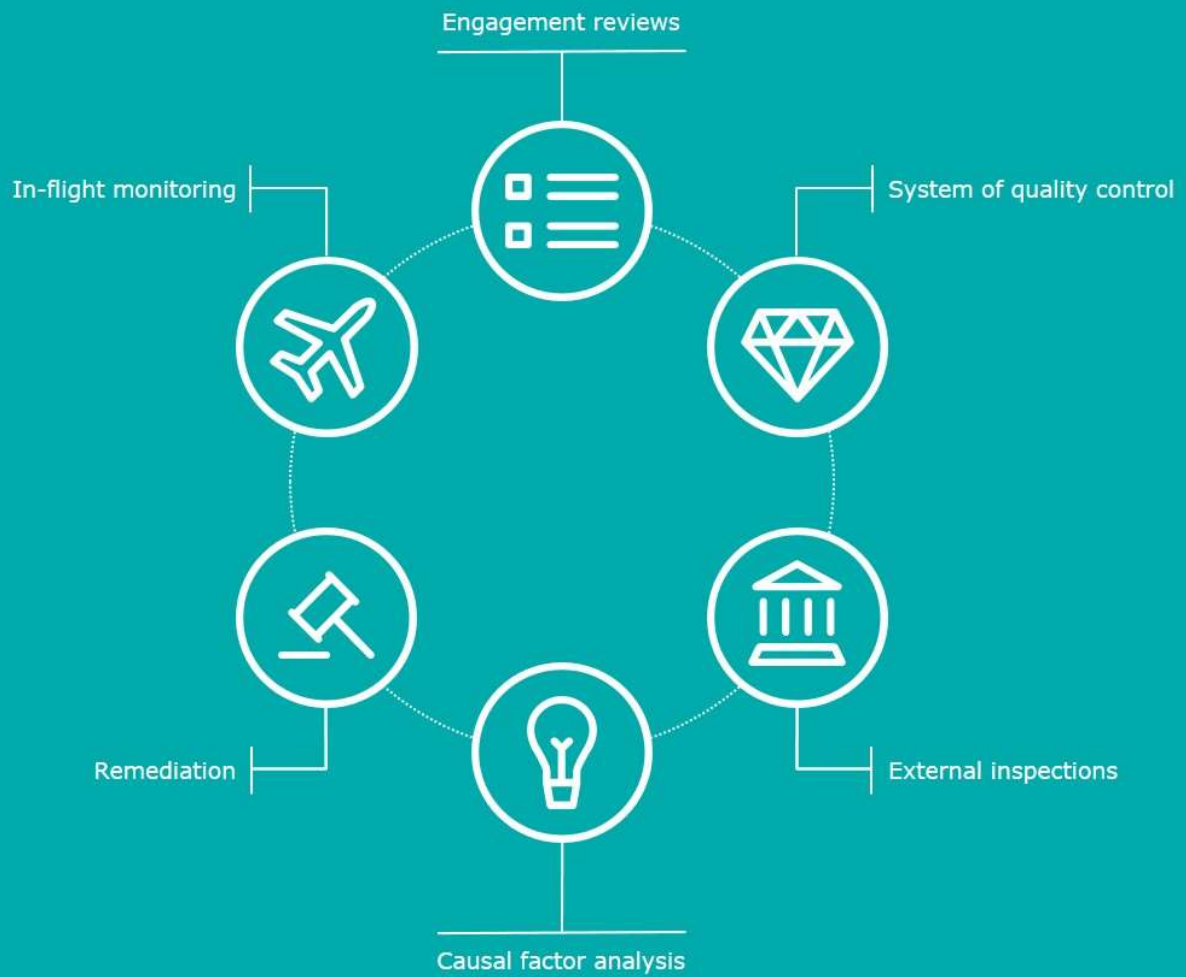 Engagement reviews
In-flight monitoring
System of quality control
Remediation
External inspections
Causal factor analysis